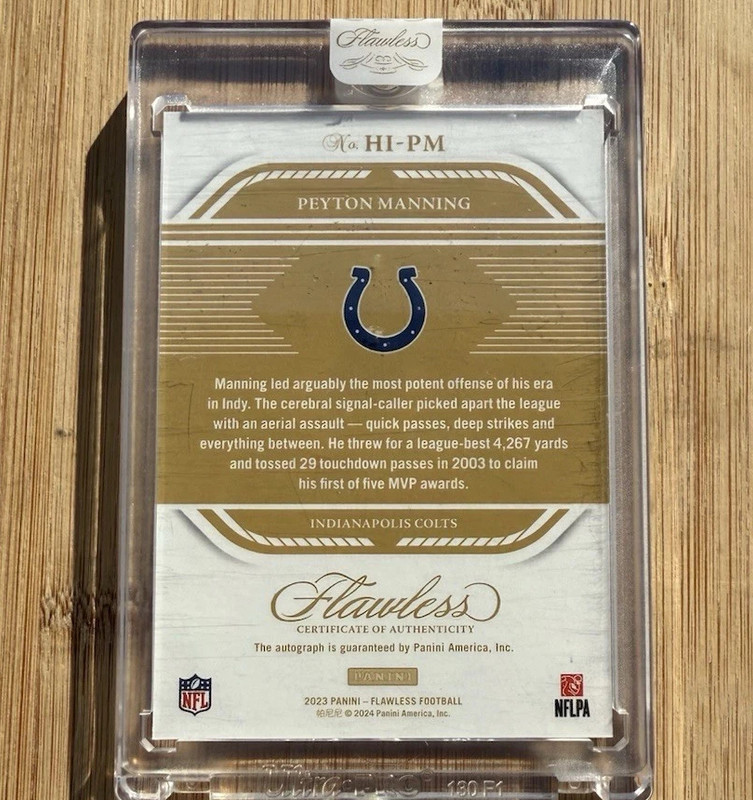 Flawless
No. HI-PM
PEYTON MANNING
Manning led arguably the most potent offense of his era
in Indy. The cerebral signal-caller picked apart the league
with an aerial assault — quick passes, deep strikes and
everything between. He threw for a league-best 4,267 yards
and tossed 29 touchdown passes in 2003 to claim
his first of five MVP awards.
INDIANAPOLIS COLTS
Flawless
CERTIFICATE OF AUTHENTICITY
The autograph is guaranteed by Panini America, Inc.
PANINI
NFL
NFLPA
2023 PANINI – FLAWLESS FOOTBALL
帕尼尼 © 2024 Panini America, Inc.